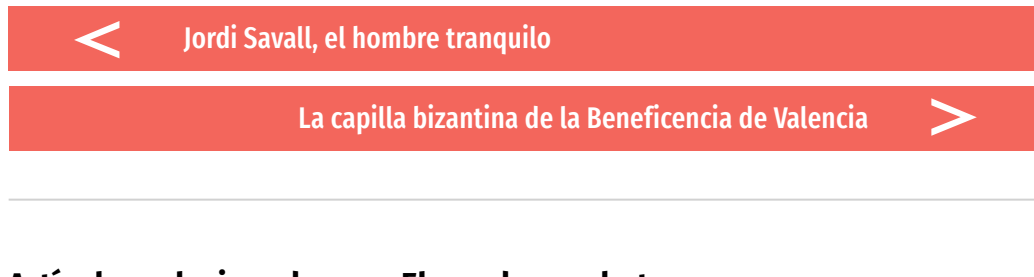 < Jordi Savall, el hombre tranquilo
La capilla bizantina de la Beneficencia de Valencia >